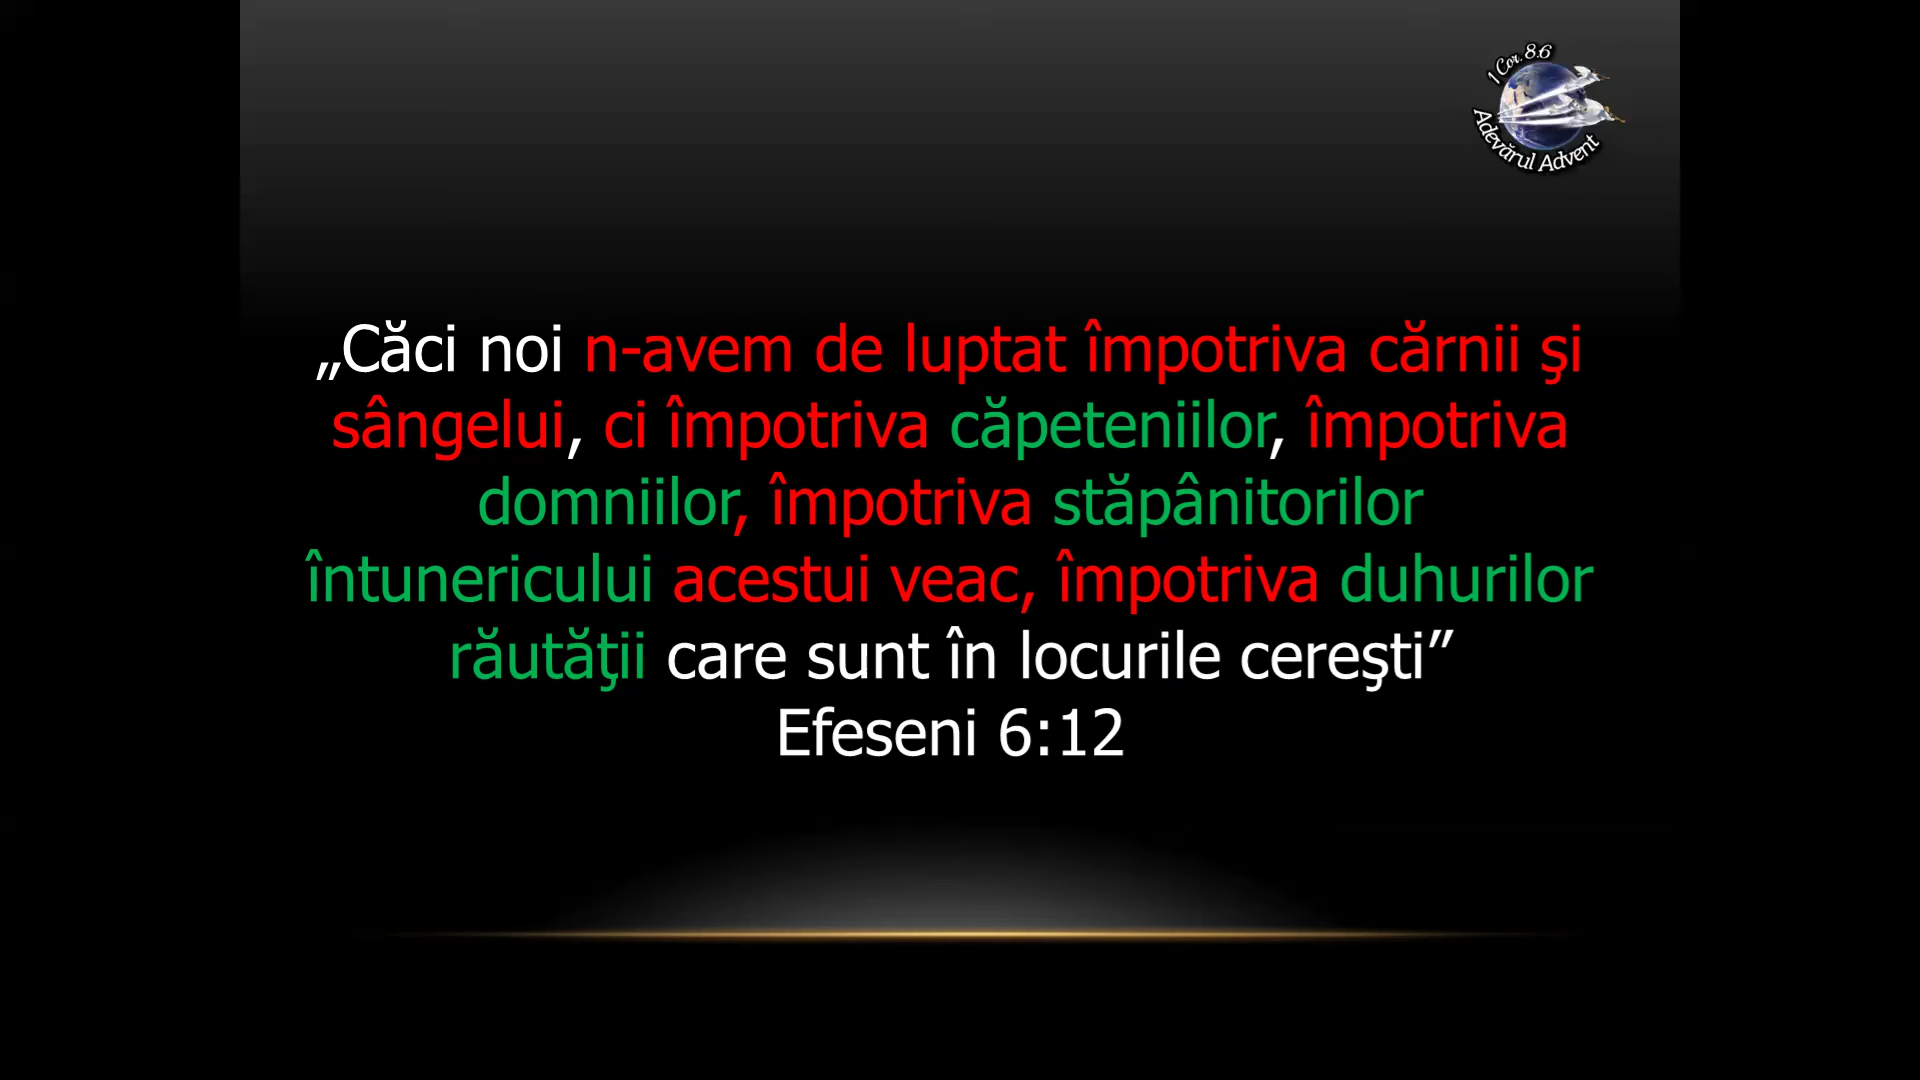 1 Cor. 8:6
Adevărul Advent
„Căci noi n-avem de luptat împotriva cărnii şi
sângelui, ci împotriva căpeteniilor, împotriva
domniilor, împotriva stăpânitorilor
întunericului acestui veac, împotriva duhurilor
răutăţii care sunt în locurile cereşti”
Efeseni 6:12